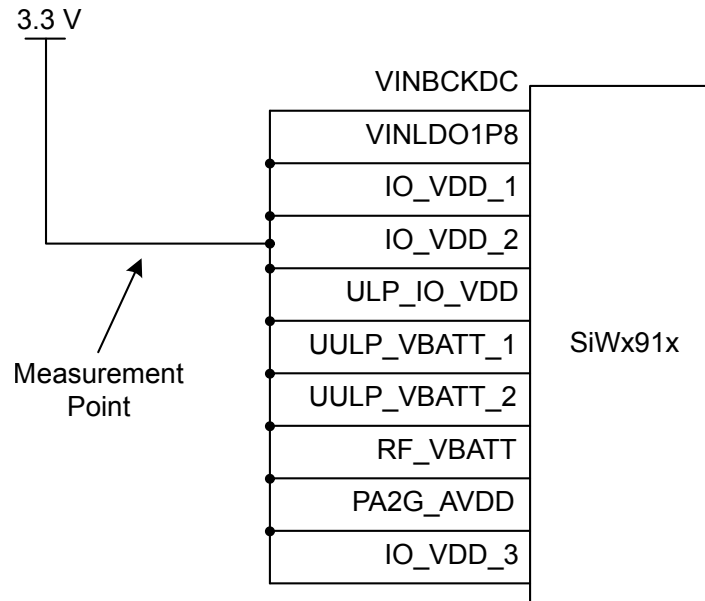 3.3 V
VINBCKDC
VINLDO1P8
IO_VDD_1
IO_VDD_2
ULP_IO_VDD
UULP_VBATT_1
SiWx91x
Measurement
Point
UULP_VBATT_2
RF_VBATT
PA2G_AVDD
IO_VDD_3